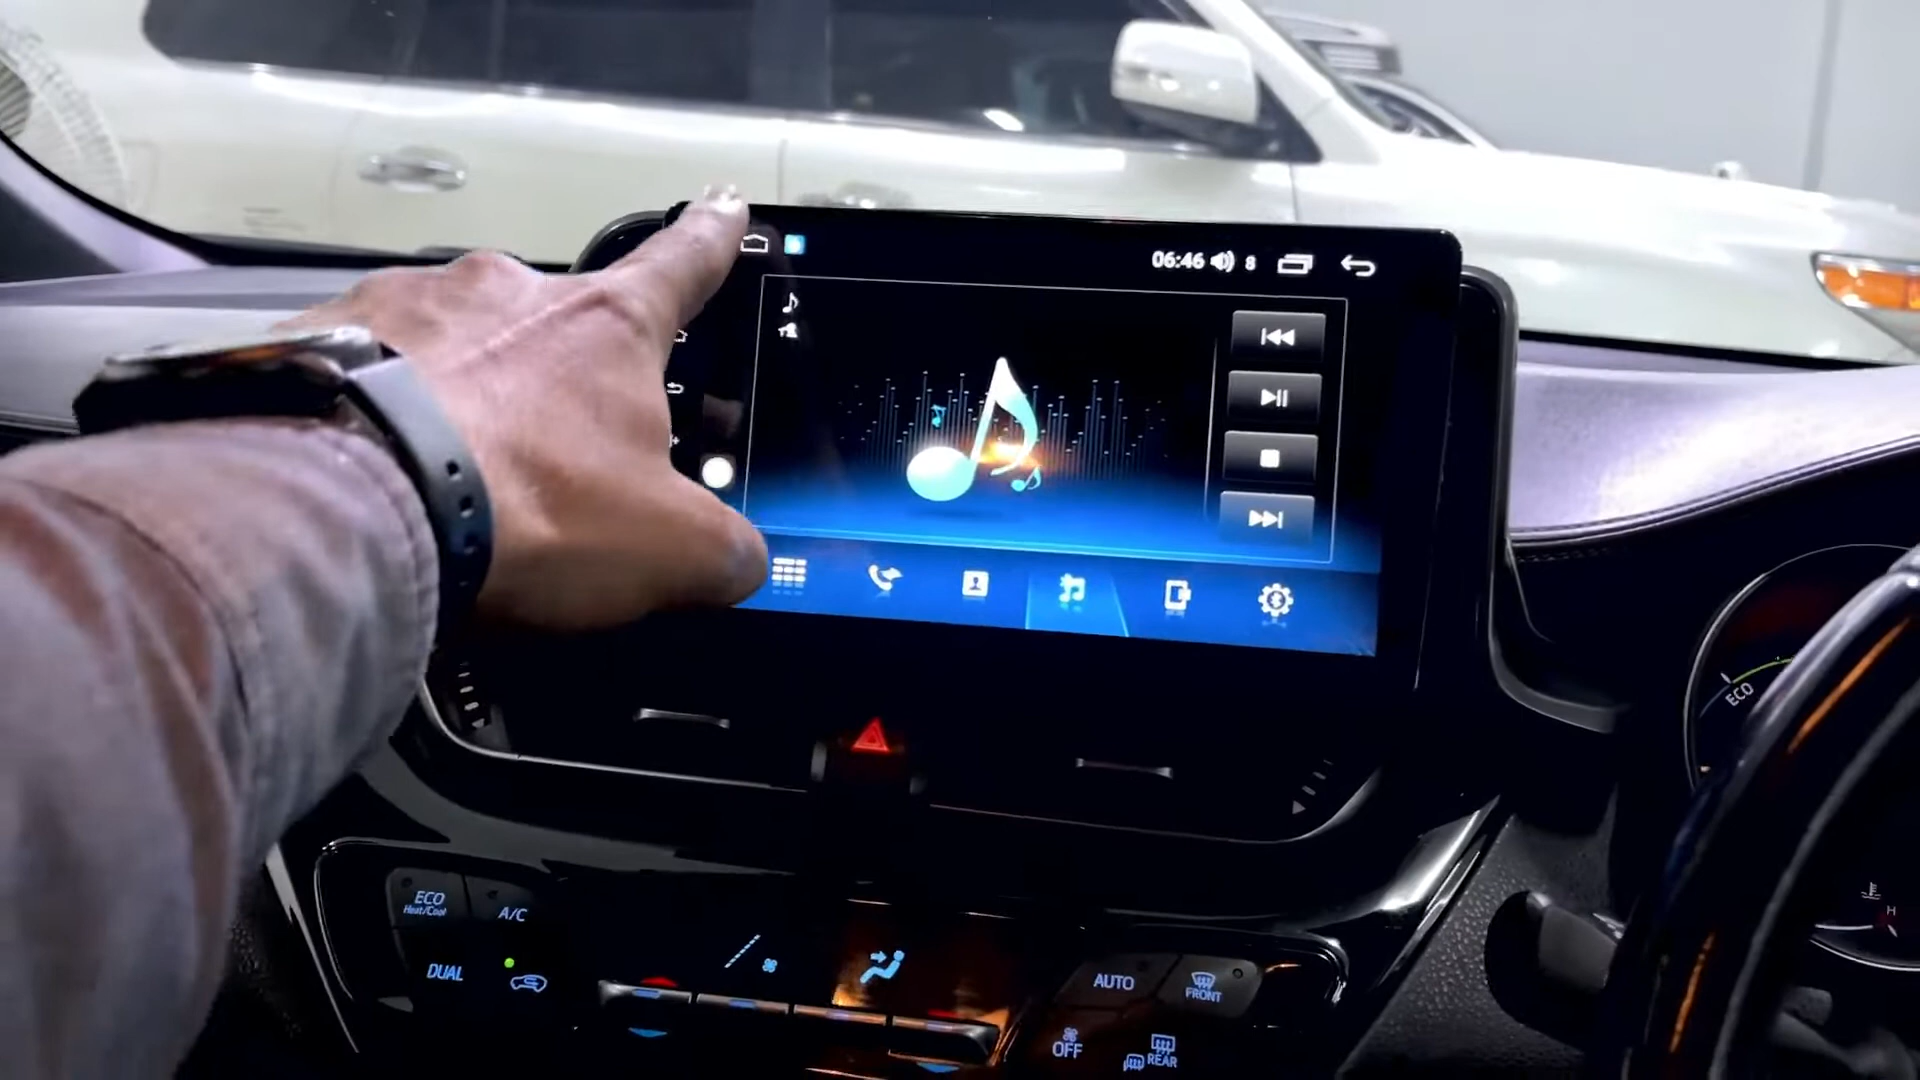 06:46 8
ECO
ECO
Heat/Cool
A/C
DUAL
AUTO
FRONT
OFF
REAR
H